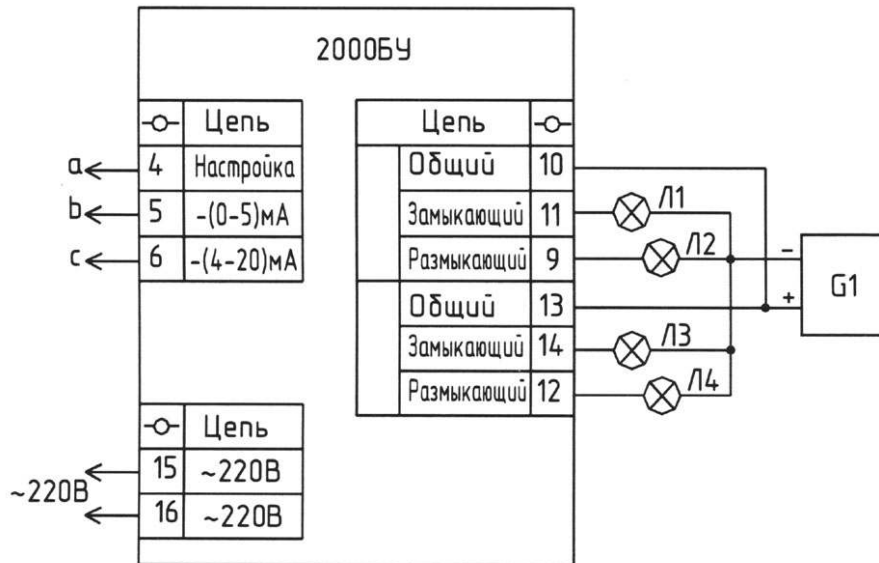 2000БУ
Цепь
a 4 Настройка
b 5 -(0-5)мА
c 6 -(4-20)мА
Цепь
Общий 10
Замыкающий 11 Л1
Размыкающий 9 Л2
Общий 13
Замыкающий 14 Л3
Размыкающий 12 Л4
- + G1
Цепь
~220В
15 ~220В
16 ~220В